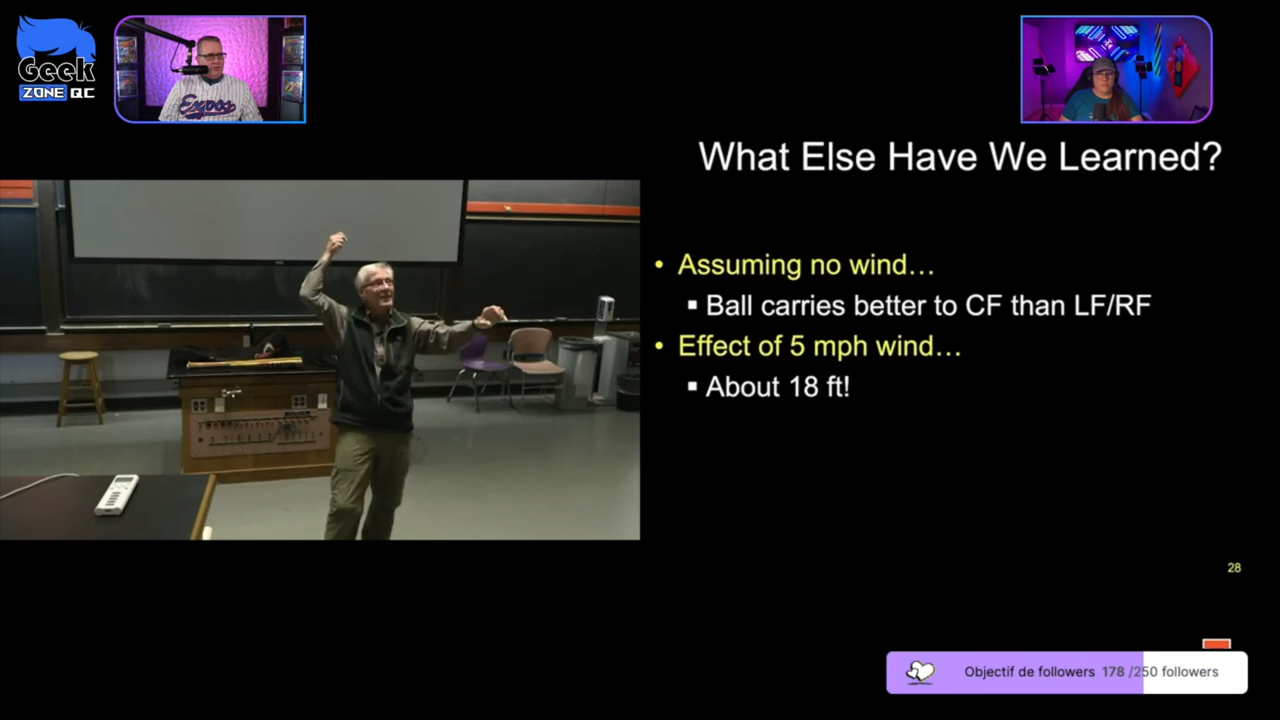 Geek
ZONE QC
Expos
What Else Have We Learned?
• Assuming no wind…
▪ Ball carries better to CF than LF/RF
• Effect of 5 mph wind…
▪ About 18 ft!
28
Objectif de followers 178 /250 followers